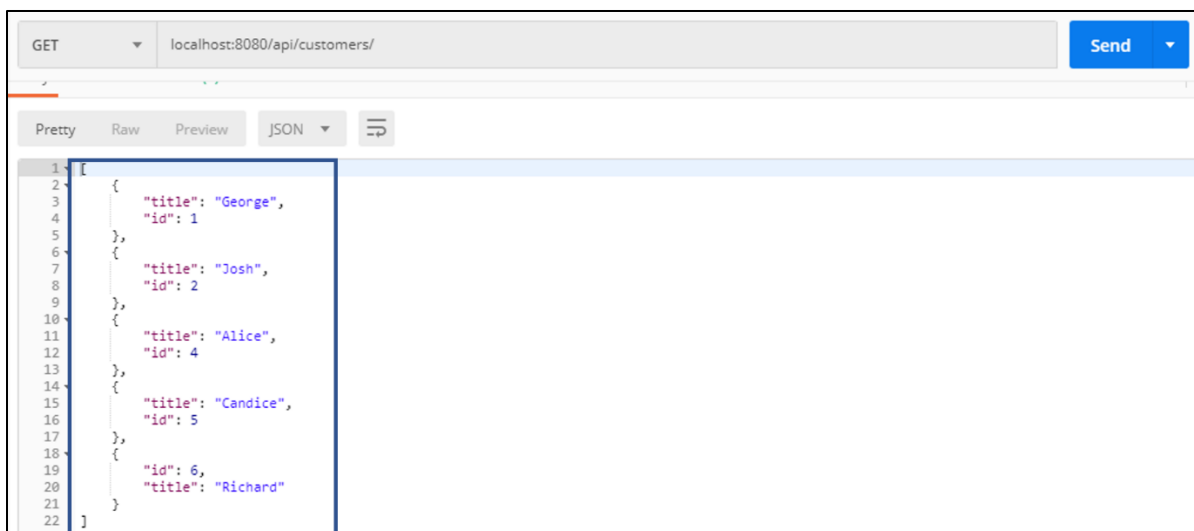 GET localhost:8080/api/customers/ Send
Pretty Raw Preview JSON
1 [
2 {
3 "title": "George",
4 "id": 1
5 },
6 {
7 "title": "Josh",
8 "id": 2
9 },
10 {
11 "title": "Alice",
12 "id": 4
13 },
14 {
15 "title": "Candice",
16 "id": 5
17 },
18 {
19 "id": 6,
20 "title": "Richard"
21 }
22 ]